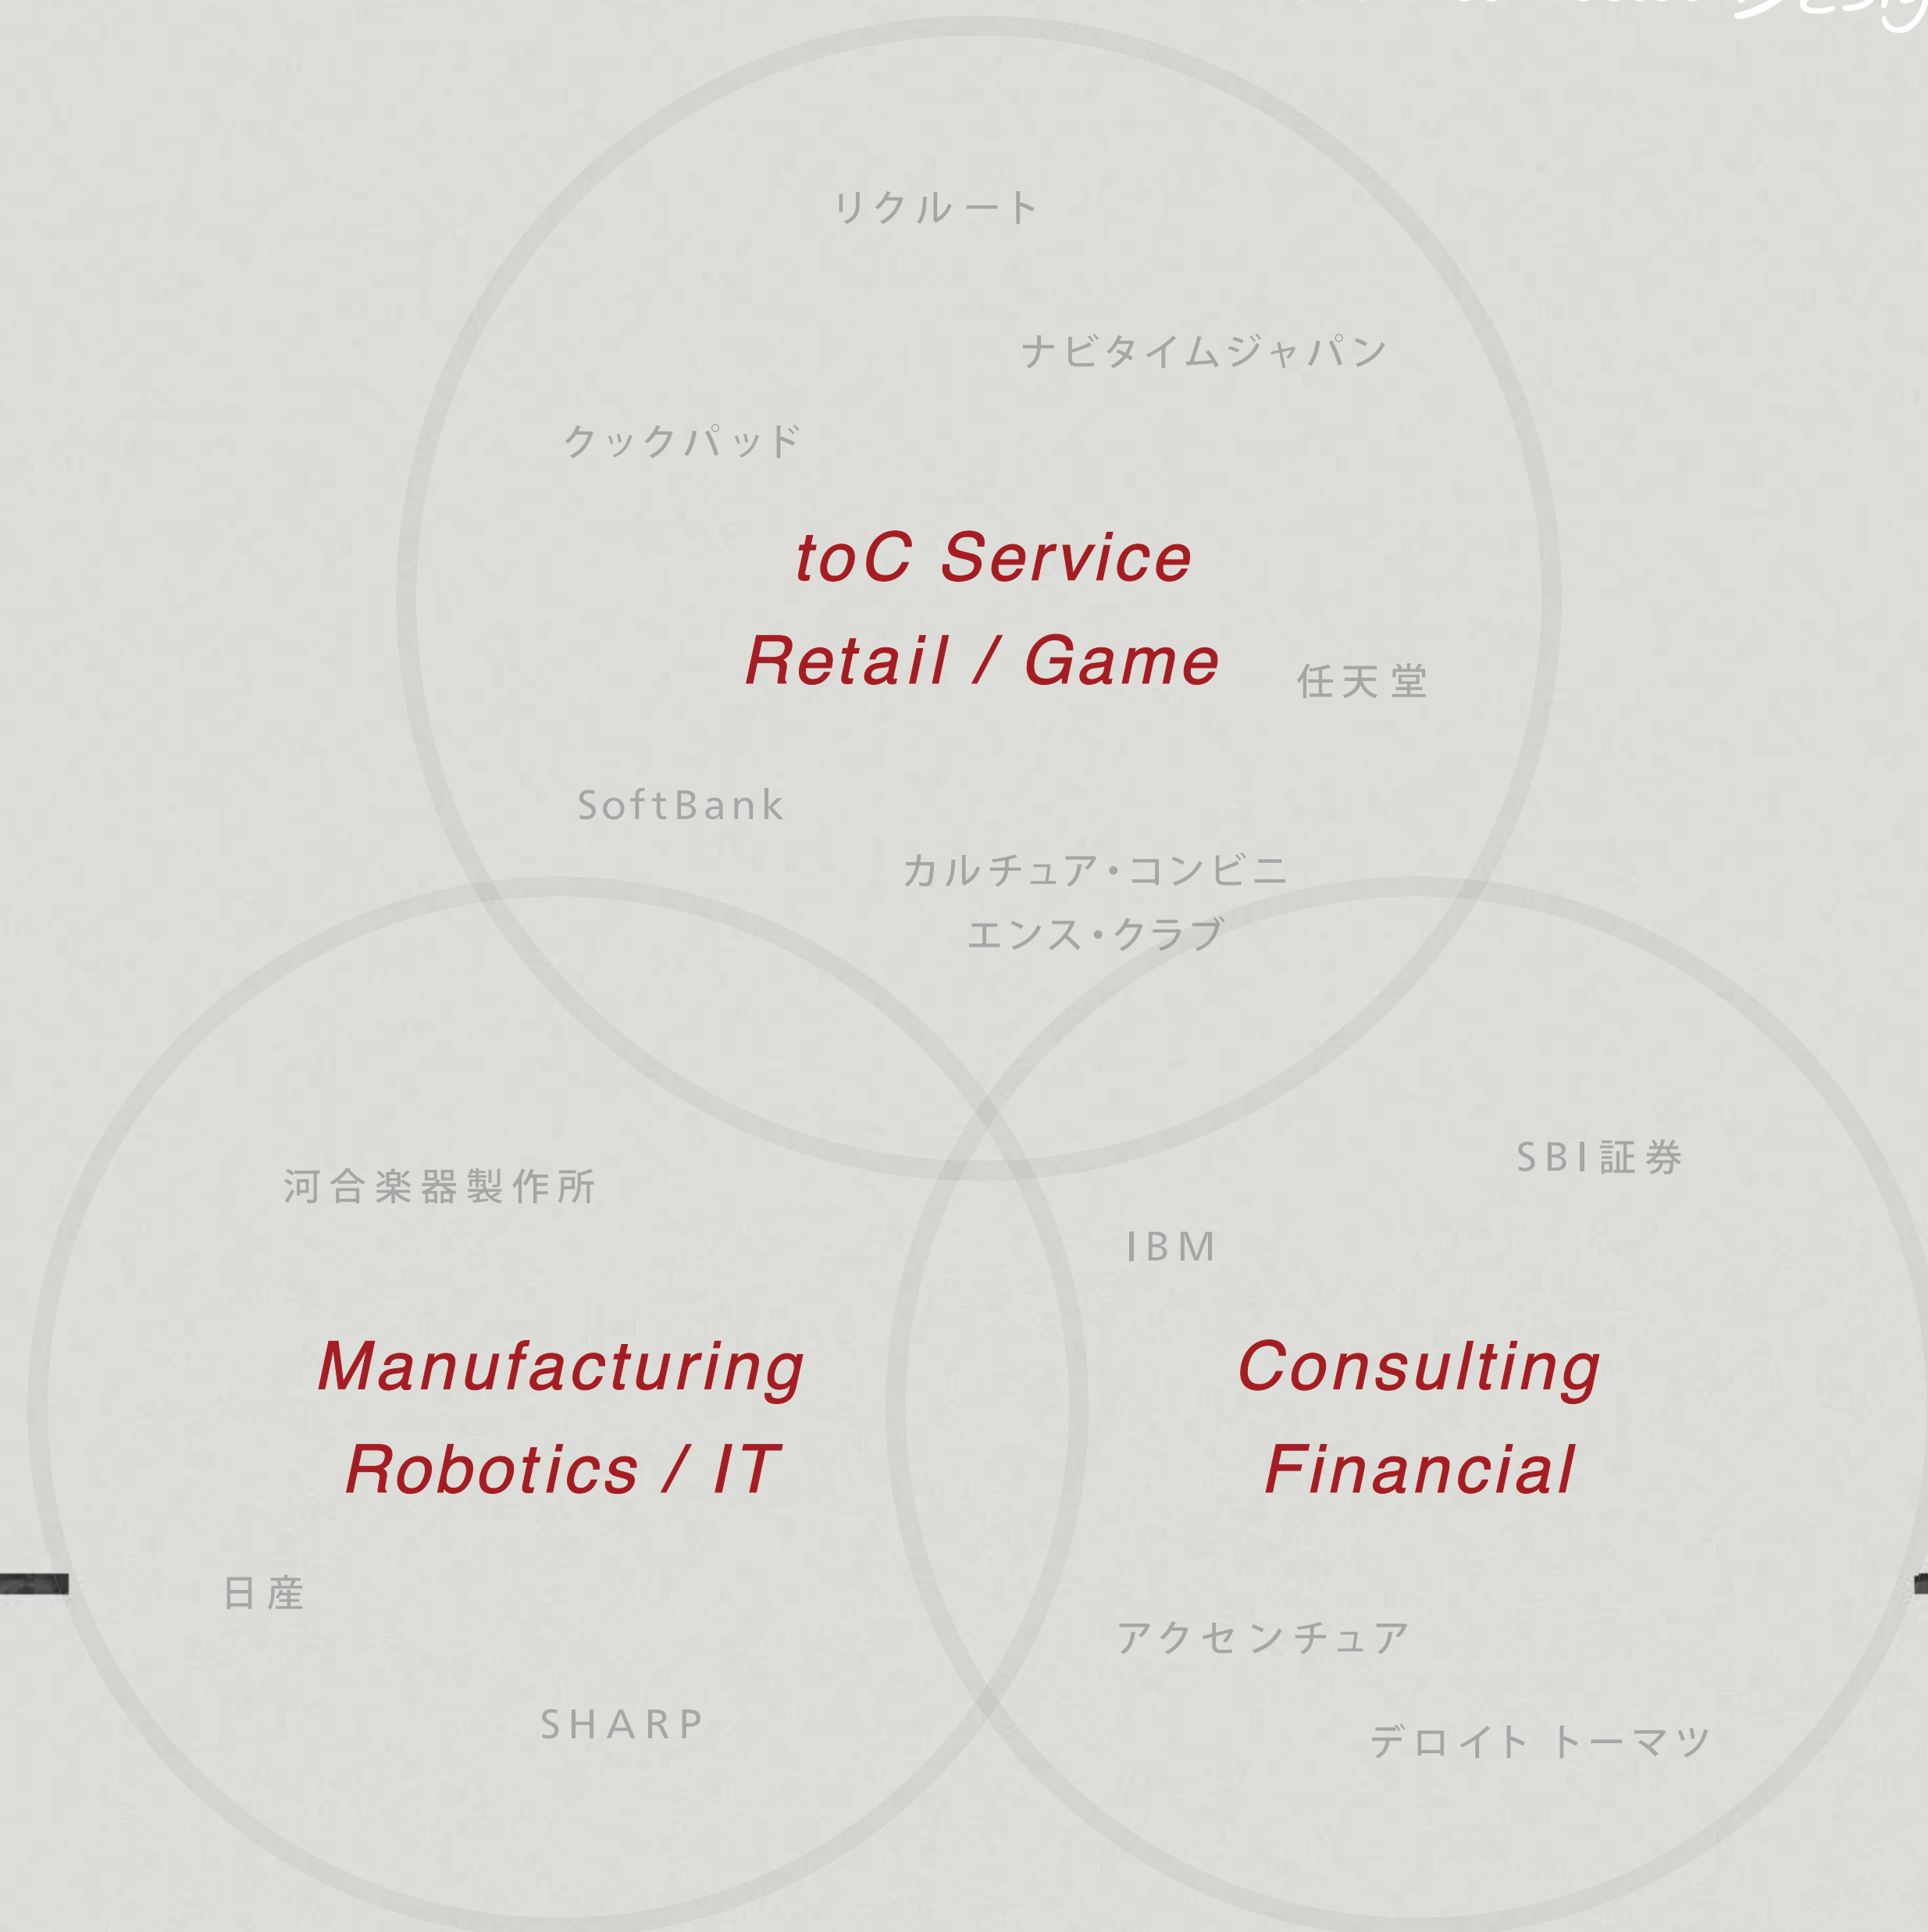 リクルート
ナビタイムジャパン
クックパッド
toC Service
Retail / Game
任天堂
SoftBank
カルチュア・コンビニ
エンス・クラブ
河合楽器製作所
SBI証券
IBM
Manufacturing
Robotics / IT
Consulting
Financial
日産
アクセンチュア
SHARP
デロイト トーマツ